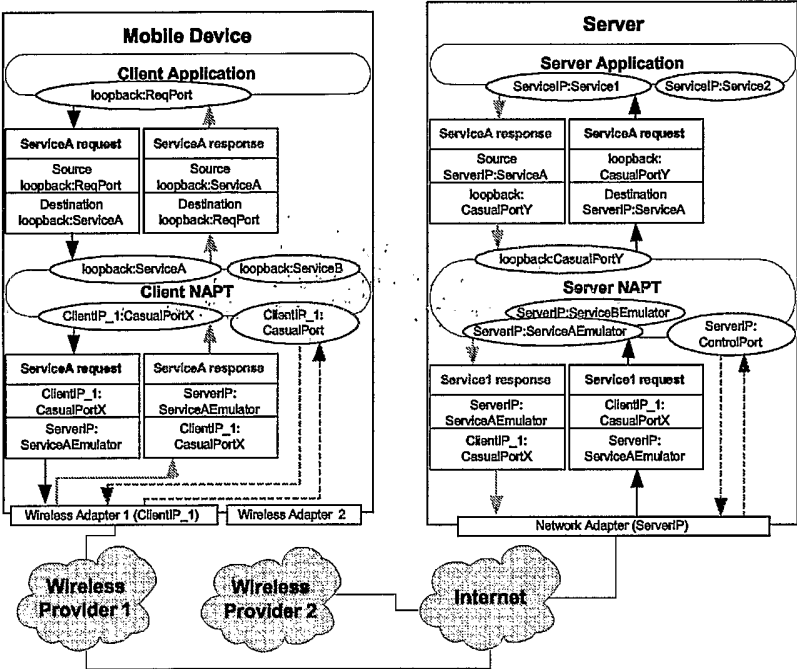 Mobile Device
Client Application
loopback:ReqPort
ServiceA request
Source
loopback:ReqPort
Destination
loopback:ServiceA
ServiceA response
Source
loopback:ServiceA
Destination
loopback:ReqPort
loopback:ServiceA
loopback:ServiceB
Client NAPT
ClientIP_1:CasualPortX
ClientIP_1:
CasualPort
ServiceA request
ClientIP_1:
CasualPortX
ServerIP:
ServiceAEmulator
ServiceA response
ServerIP:
ServiceAEmulator
ClientIP_1:
CasualPortX
Wireless Adapter 1 (ClientIP_1)
Wireless Adapter 2
Server
Server Application
ServiceIP:Service1
ServiceIP:Service2
ServiceA response
Source
ServerIP:ServiceA
loopback:
CasualPortY
ServiceA request
loopback:
CasualPortY
Destination
ServerIP:ServiceA
loopback:CasualPortY
Server NAPT
ServerIP:ServiceBEmulator
ServerIP:ServiceAEmulator
ServerIP:
ControlPort
Service1 response
ServerIP:
ServiceAEmulator
ClientIP_1:
CasualPortX
Service1 request
ClientIP_1:
CasualPortX
ServerIP:
ServiceAEmulator
Network Adapter (ServerIP)
Wireless
Provider 1
Wireless
Provider 2
Internet